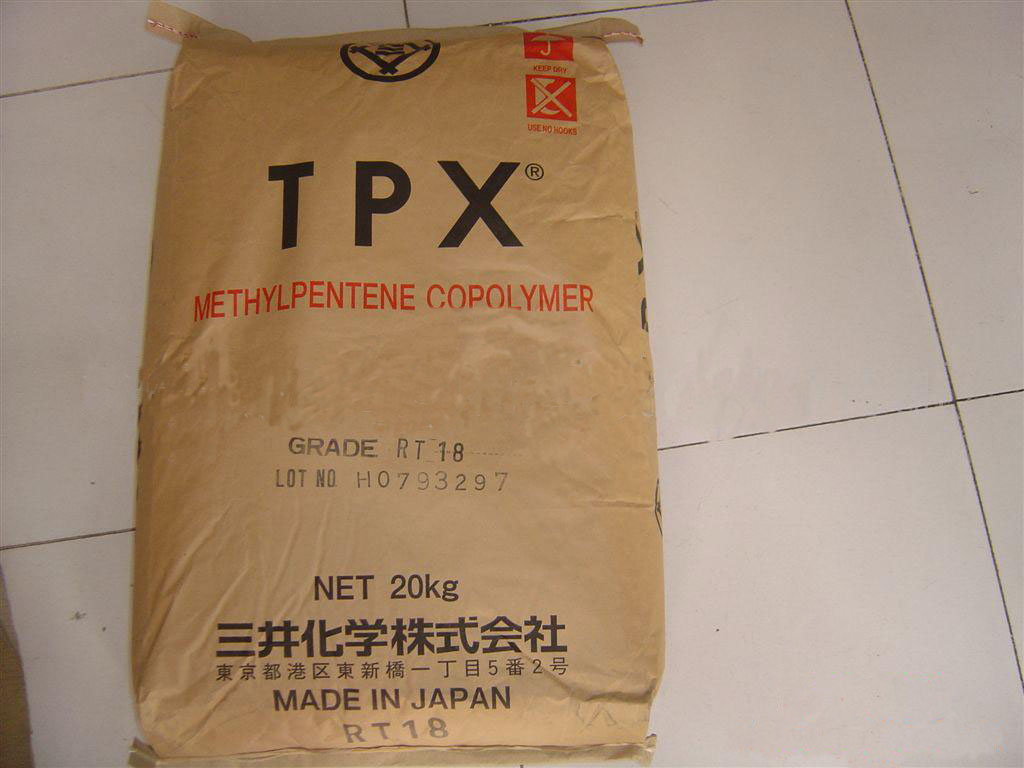 KEEP DRY
USE NO HOOKS
TPX®
METHYLPENTENE COPOLYMER
GRADE RT 18
LOT NO. H0793297
NET 20kg
三井化学株式会社
東京都港区東新橋一丁目5番2号
MADE IN JAPAN
RT18